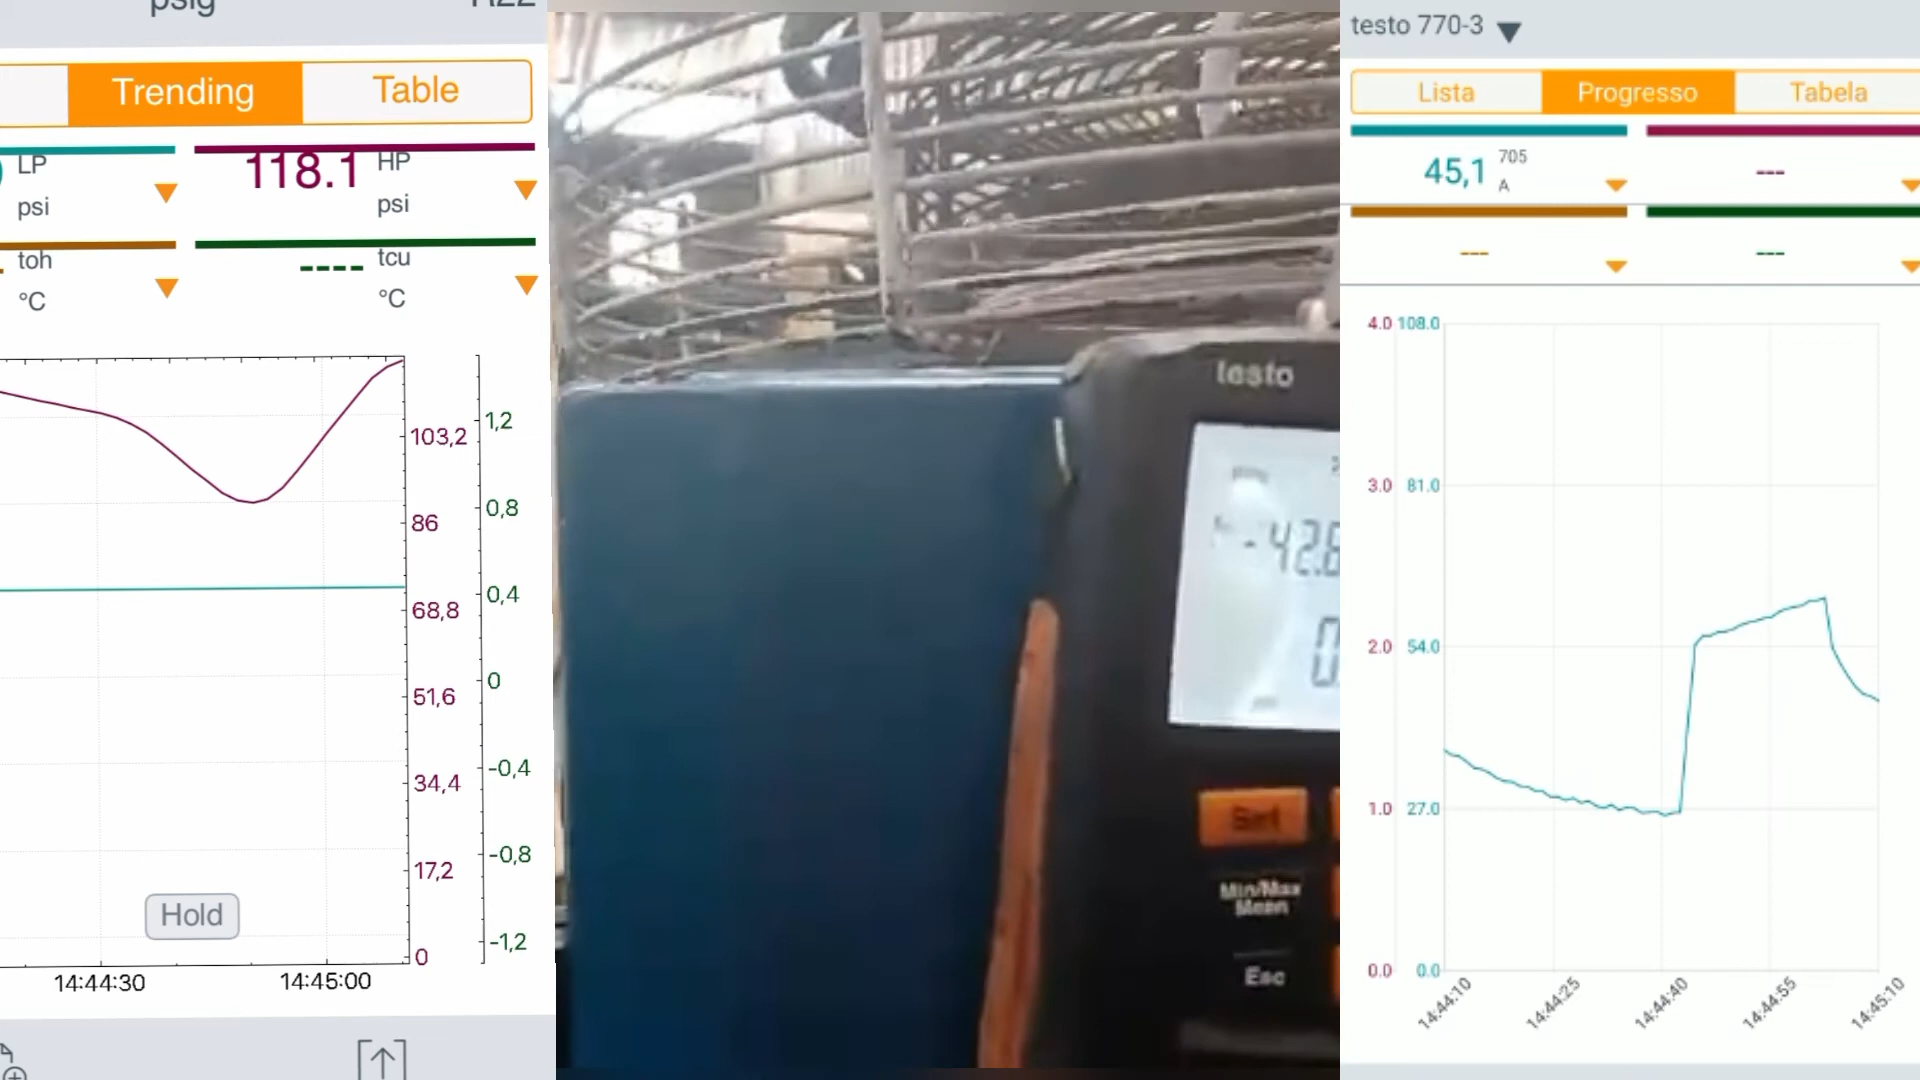 psig
Trending
Table
LP
psi
118.1
HP
psi
toh
°C
----
tcu
°C
103,2
86
68,8
51,6
34,4
17,2
0
1,2
0,8
0,4
0
-0,4
-0,8
-1,2
Hold
14:44:30
14:45:00
testo
Set
Min/Max
Mean
Esc
testo 770-3
Lista
Progresso
Tabela
45,1
705
A
---
---
---
4.0 108.0
3.0 81.0
2.0 54.0
1.0 27.0
0.0 0.0
14:44:10
14:44:25
14:44:40
14:44:55
14:45:10